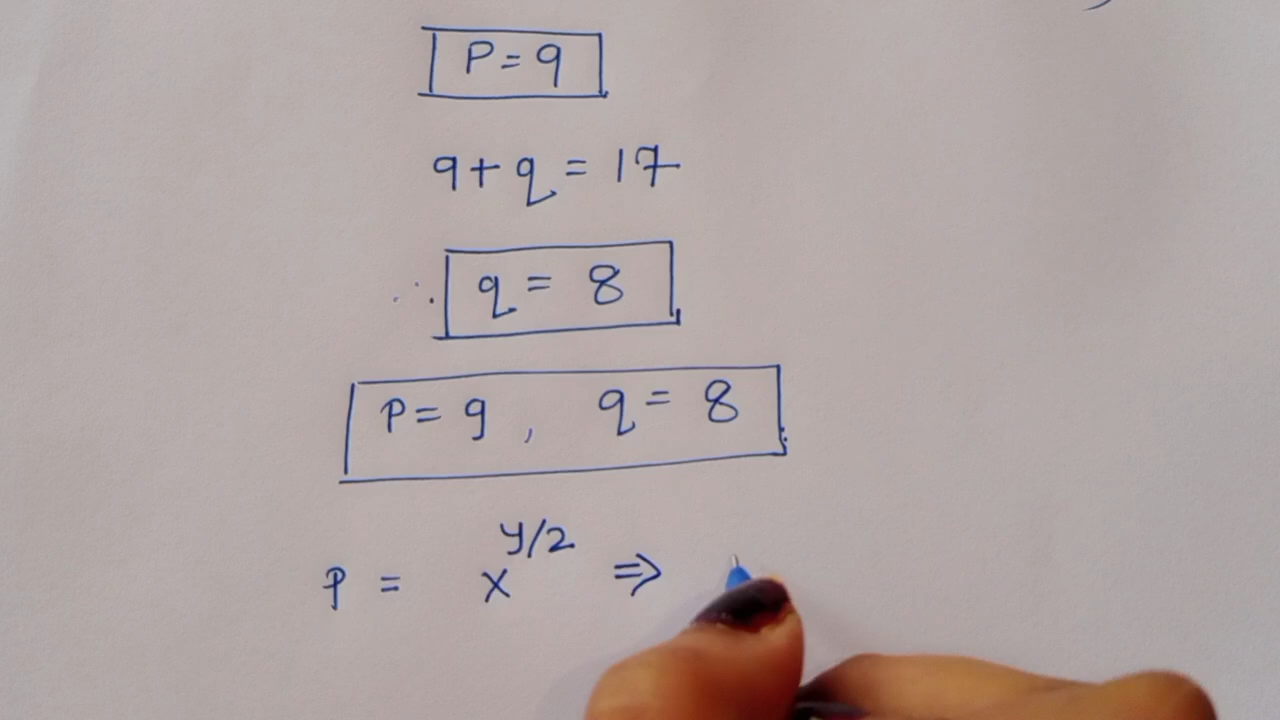 P = 9
9 + q = 17
∴ q = 8
P = 9 , q = 8
P = x^{y/2} ⇒